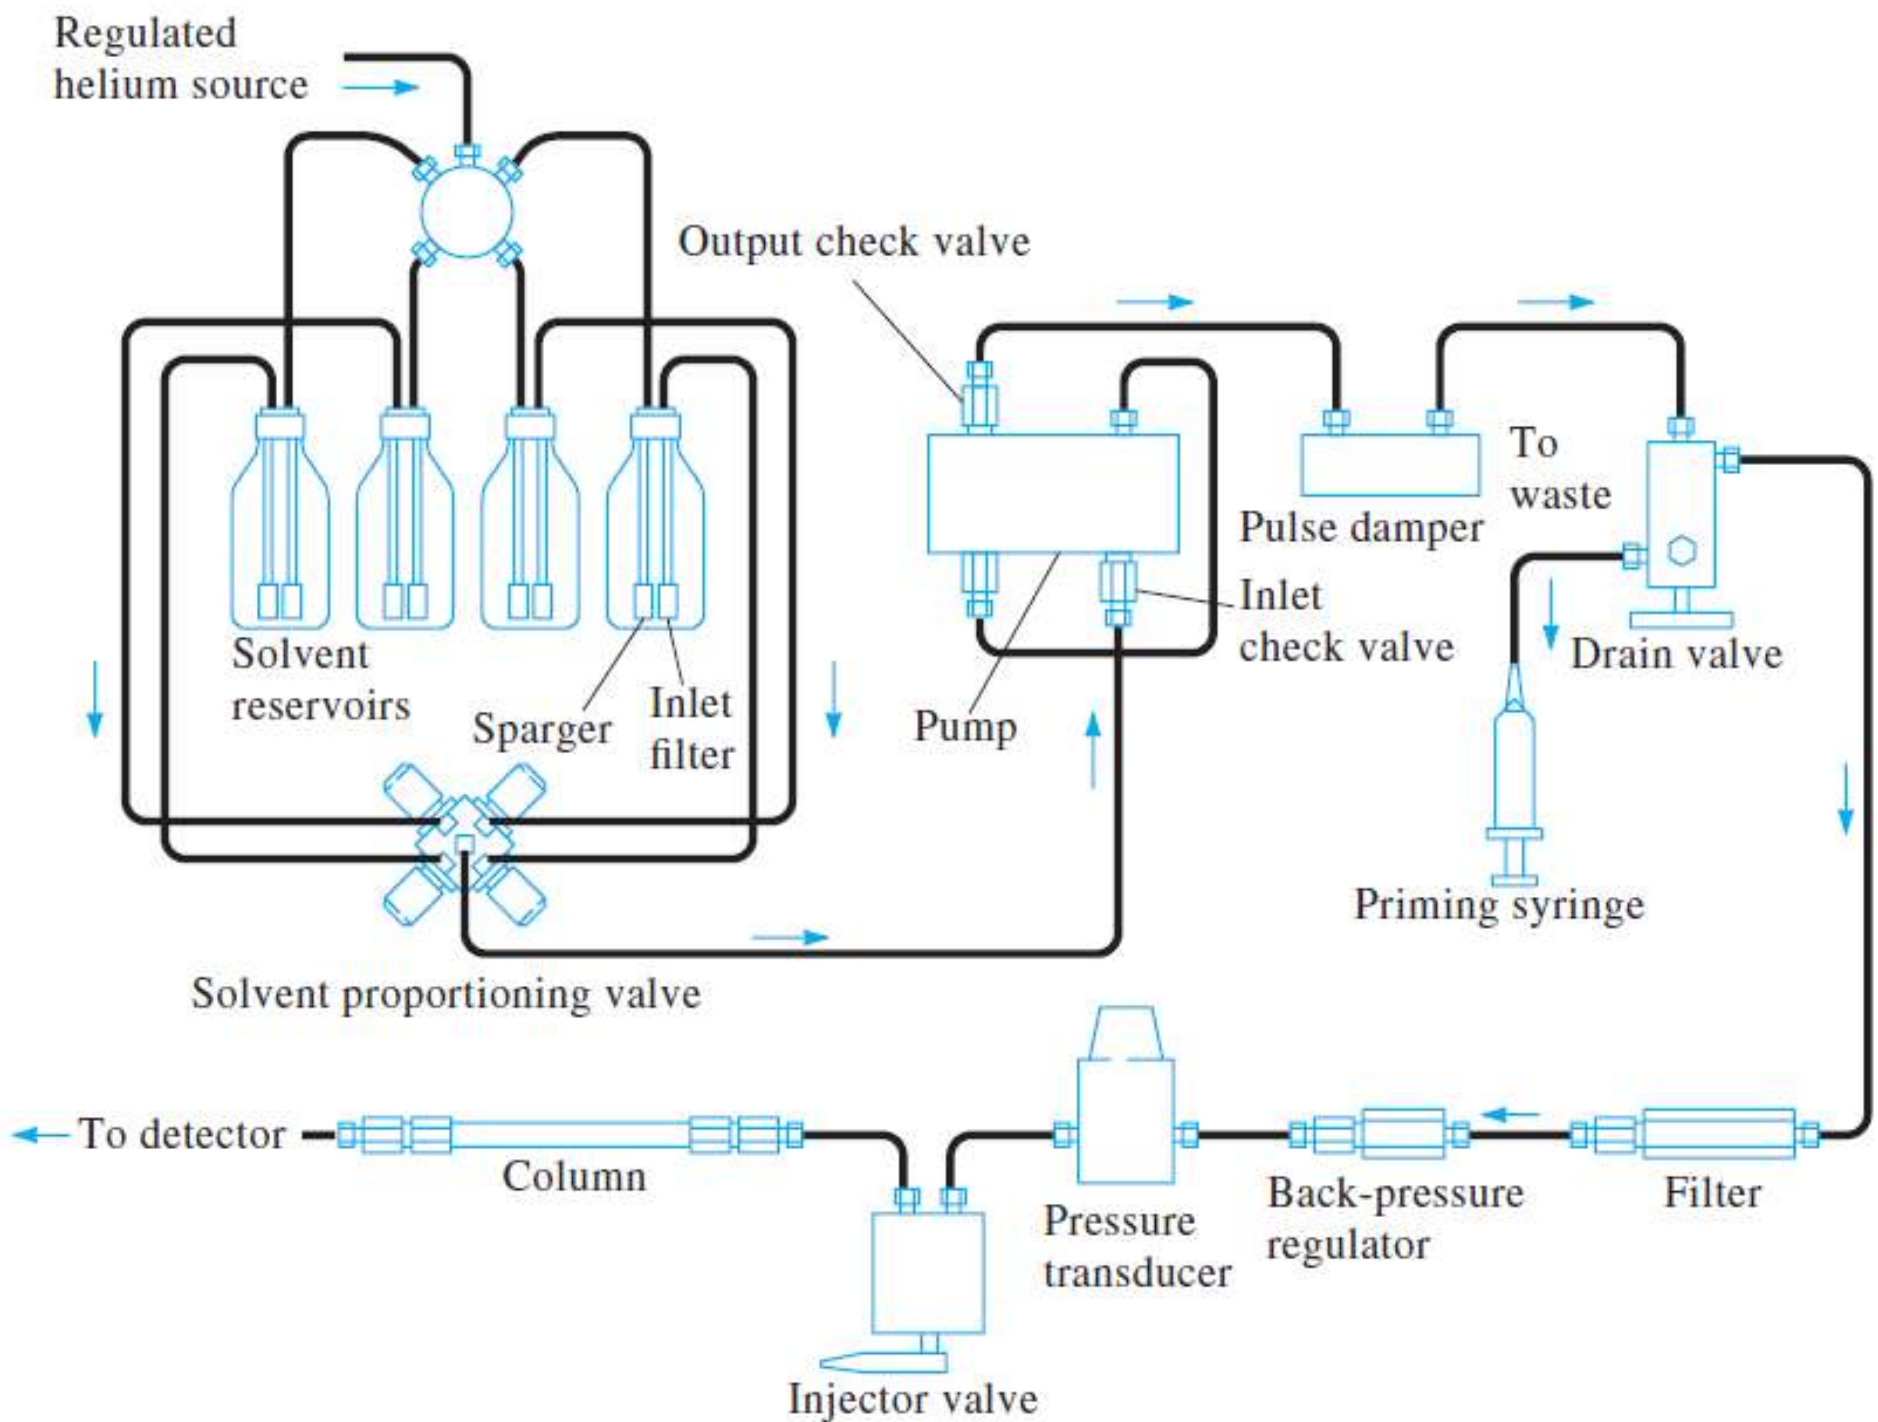 Regulated
helium source
Output check valve
To
waste
Pulse damper
Inlet
check valve
Drain valve
Solvent
reservoirs
Sparger
Inlet
filter
Pump
Priming syringe
Solvent proportioning valve
To detector
Column
Pressure
transducer
Back-pressure
regulator
Filter
Injector valve